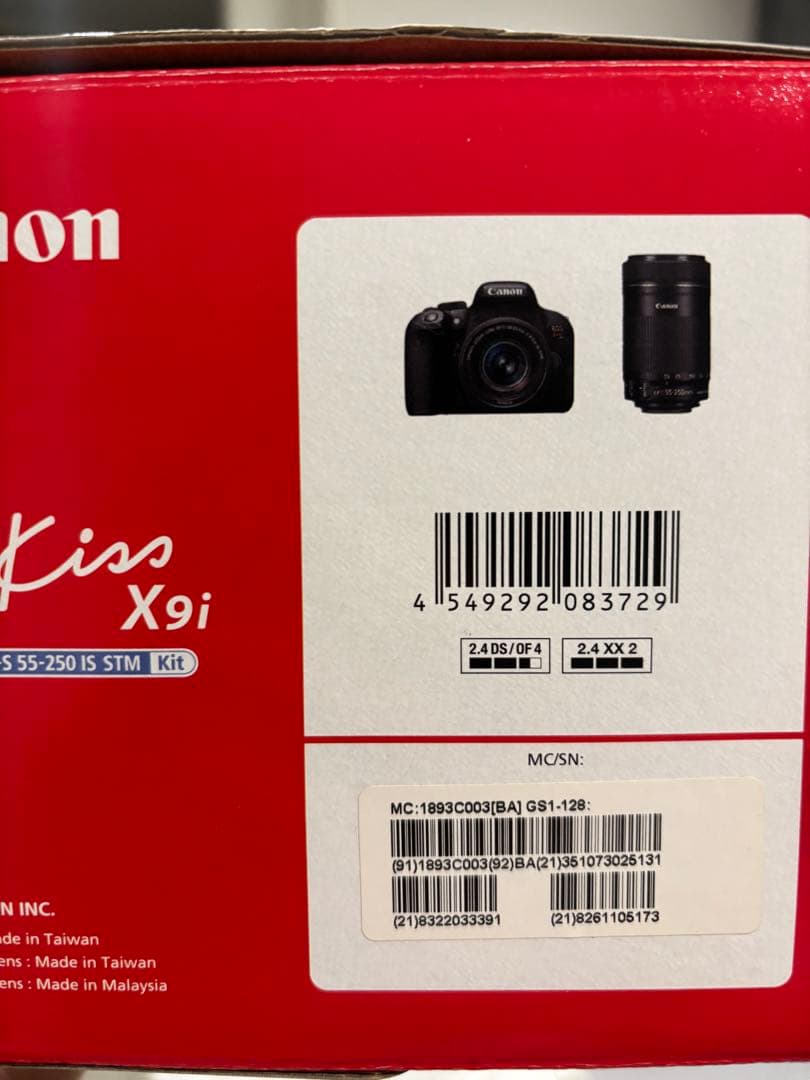 non
Canon
Canon
Kiss
X9i
-S 55-250 IS STM Kit
4 549292 083729
2.4 DS/OF 4
2.4 XX 2
MC/SN:
MC:1893C003[BA] GS1-128:
(91)1893C003(92)BA(21)351073025131
(21)8322033391
(21)8261105173
N INC.
de in Taiwan
ens : Made in Taiwan
ens : Made in Malaysia